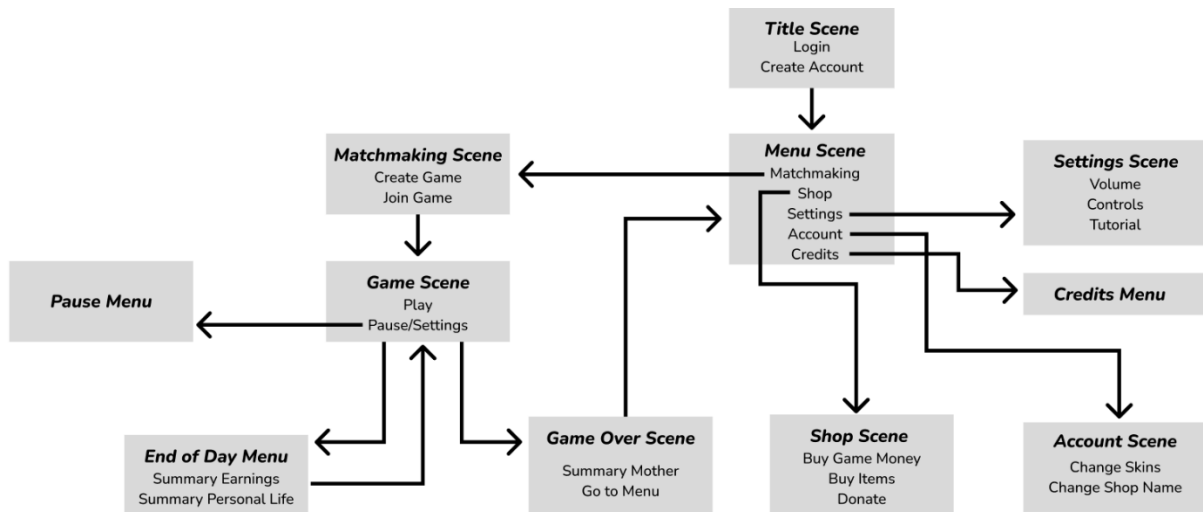 Title Scene
Login
Create Account
Matchmaking Scene
Create Game
Join Game
Menu Scene
Matchmaking
Shop
Settings
Account
Credits
Settings Scene
Volume
Controls
Tutorial
Pause Menu
Game Scene
Play
Pause/Settings
Credits Menu
End of Day Menu
Summary Earnings
Summary Personal Life
Game Over Scene
Summary Mother
Go to Menu
Shop Scene
Buy Game Money
Buy Items
Donate
Account Scene
Change Skins
Change Shop Name